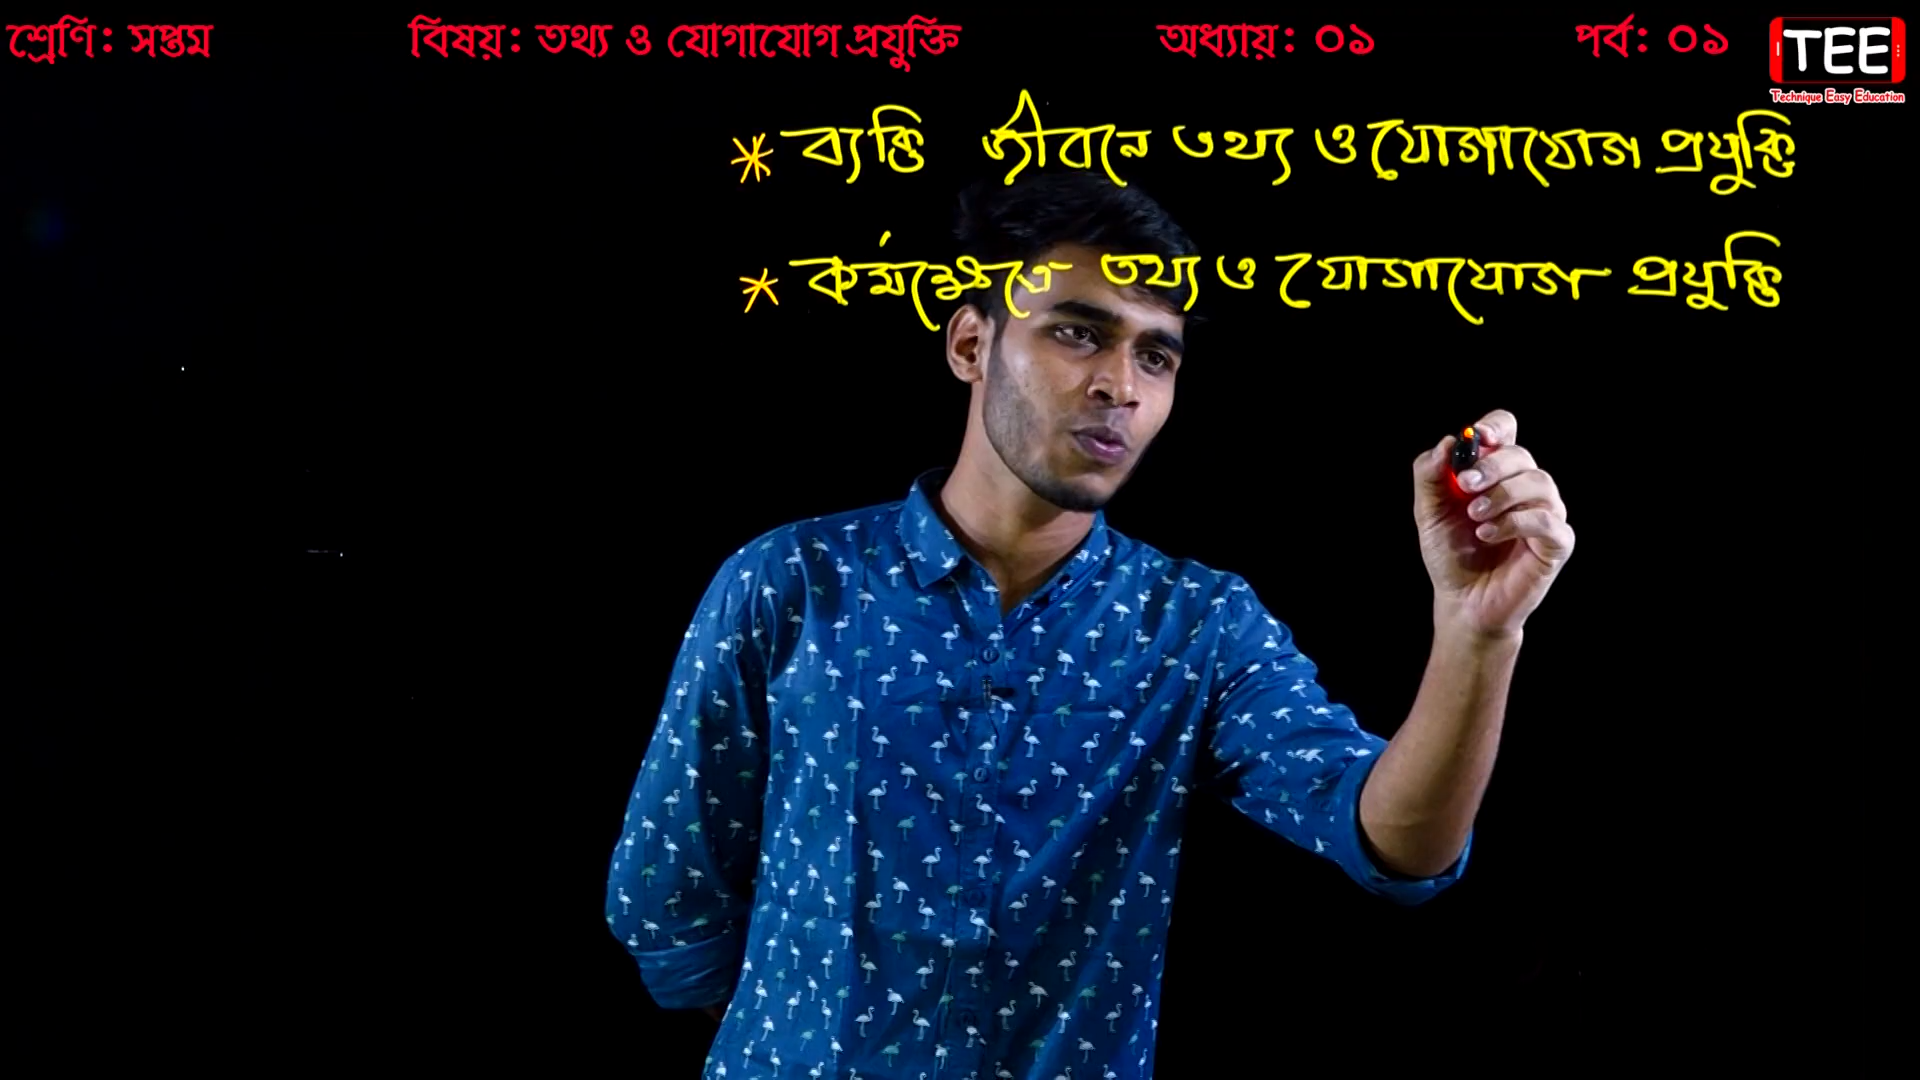 শ্রেণি: সপ্তম বিষয়: তথ্য ও যোগাযোগ প্রযুক্তি অধ্যায়: ০১ পর্ব: ০১
TEE
Technique Easy Education
* ব্যক্তি জীবনে তথ্য ও যোগাযোগ প্রযুক্তি
* কর্মক্ষেত্রে তথ্য ও যোগাযোগ প্রযুক্তি